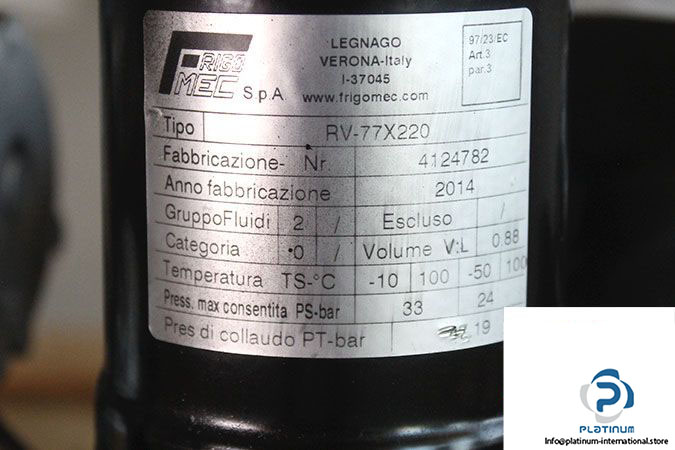 FRIGO
MEC S.p.A
LEGNAGO
VERONA-Italy
I-37045
www.frigomec.com
97/23/EC
Art.3
par.3
Tipo RV-77X220
Fabbricazione- Nr 4124782
Anno fabbricazione 2014
GruppoFluidi 2 / Escluso /
Categoria 0 / Volume V:L 0.88
Temperatura TS-°C -10 100 -50 100
Press. max consentita PS-bar 33 24
Pres di collaudo PT-bar 19
P
PLATINUM
Info@platinum-international.store